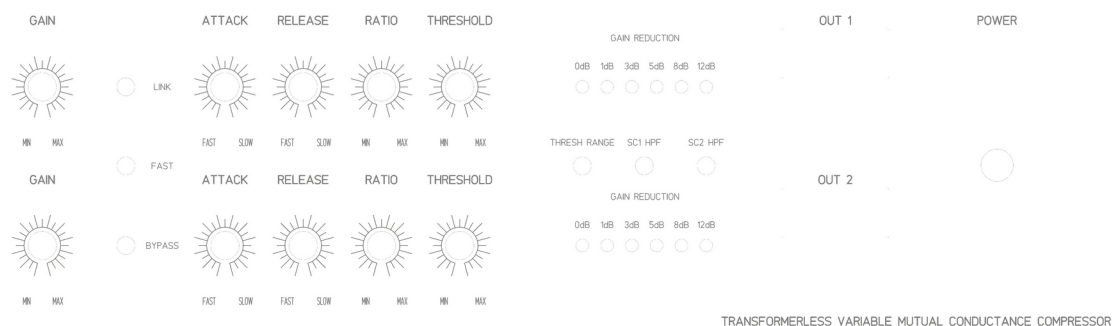 GAIN ATTACK RELEASE RATIO THRESHOLD OUT 1 POWER
GAIN REDUCTION
0dB 1dB 3dB 5dB 8dB 12dB
LINK
MIN MAX FAST SLOW FAST SLOW MIN MAX MIN MAX THRESH RANGE SC1 HPF SC2 HPF
FAST
GAIN ATTACK RELEASE RATIO THRESHOLD OUT 2
GAIN REDUCTION
0dB 1dB 3dB 5dB 8dB 12dB
BYPASS
MIN MAX FAST SLOW FAST SLOW MIN MAX MIN MAX
TRANSFORMERLESS VARIABLE MUTUAL CONDUCTANCE COMPRESSOR